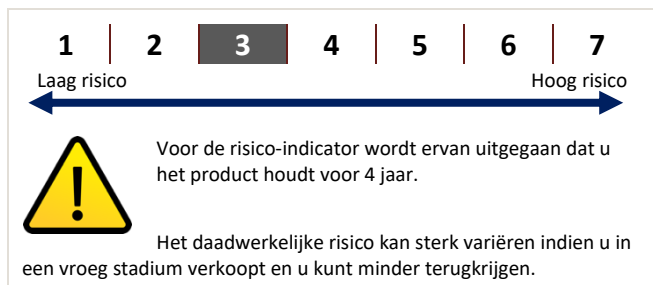 1 2 3 4 5 6 7
Laag risico Hoog risico
Voor de risico-indicator wordt ervan uitgegaan dat u
het product houdt voor 4 jaar.
Het daadwerkelijke risico kan sterk variëren indien u in
een vroeg stadium verkoopt en u kunt minder terugkrijgen.